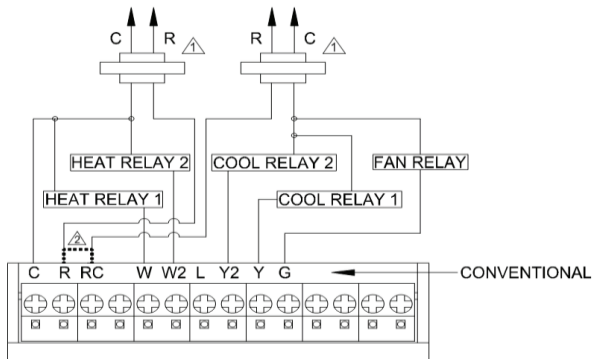 C R 1 R C 1
HEAT RELAY 2 COOL RELAY 2 FAN RELAY
HEAT RELAY 1 COOL RELAY 1
2
C R RC W W2 L Y2 Y G CONVENTIONAL